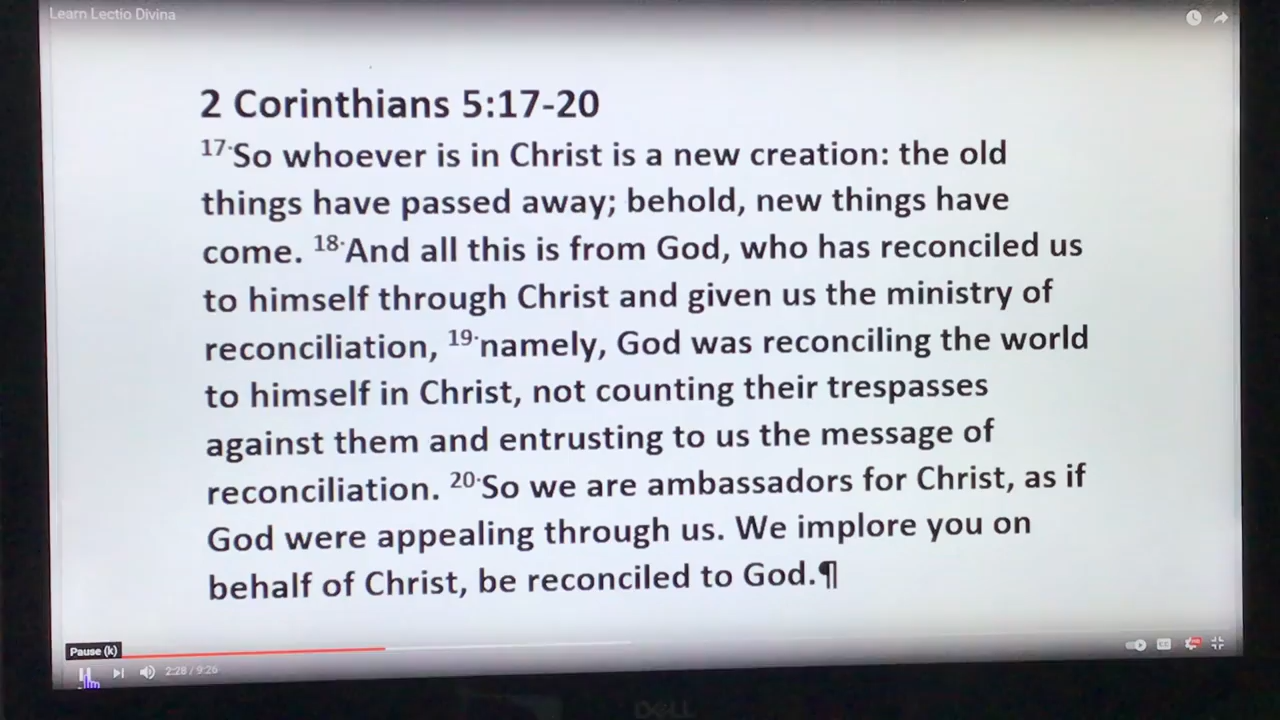 Learn Lectio Divina
2 Corinthians 5:17-20
17.So whoever is in Christ is a new creation: the old
things have passed away; behold, new things have
come. 18.And all this is from God, who has reconciled us
to himself through Christ and given us the ministry of
reconciliation, 19.namely, God was reconciling the world
to himself in Christ, not counting their trespasses
against them and entrusting to us the message of
reconciliation. 20.So we are ambassadors for Christ, as if
God were appealing through us. We implore you on
behalf of Christ, be reconciled to God.¶
Pause (k)
2:28 / 9:26
DELL